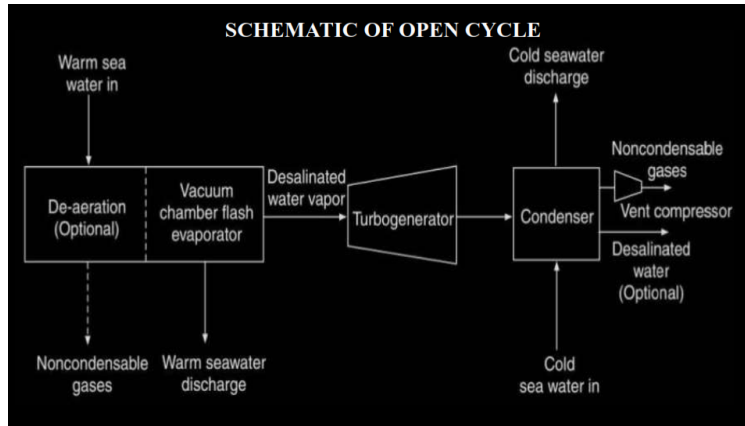 SCHEMATIC OF OPEN CYCLE
Warm sea
water in
Cold seawater
discharge
De-aeration
(Optional)
Vacuum
chamber flash
evaporator
Desalinated
water vapor
Turbogenerator
Condenser
Noncondensable
gases
Vent compressor
Desalinated
water
(Optional)
Noncondensable
gases
Warm seawater
discharge
Cold
sea water in